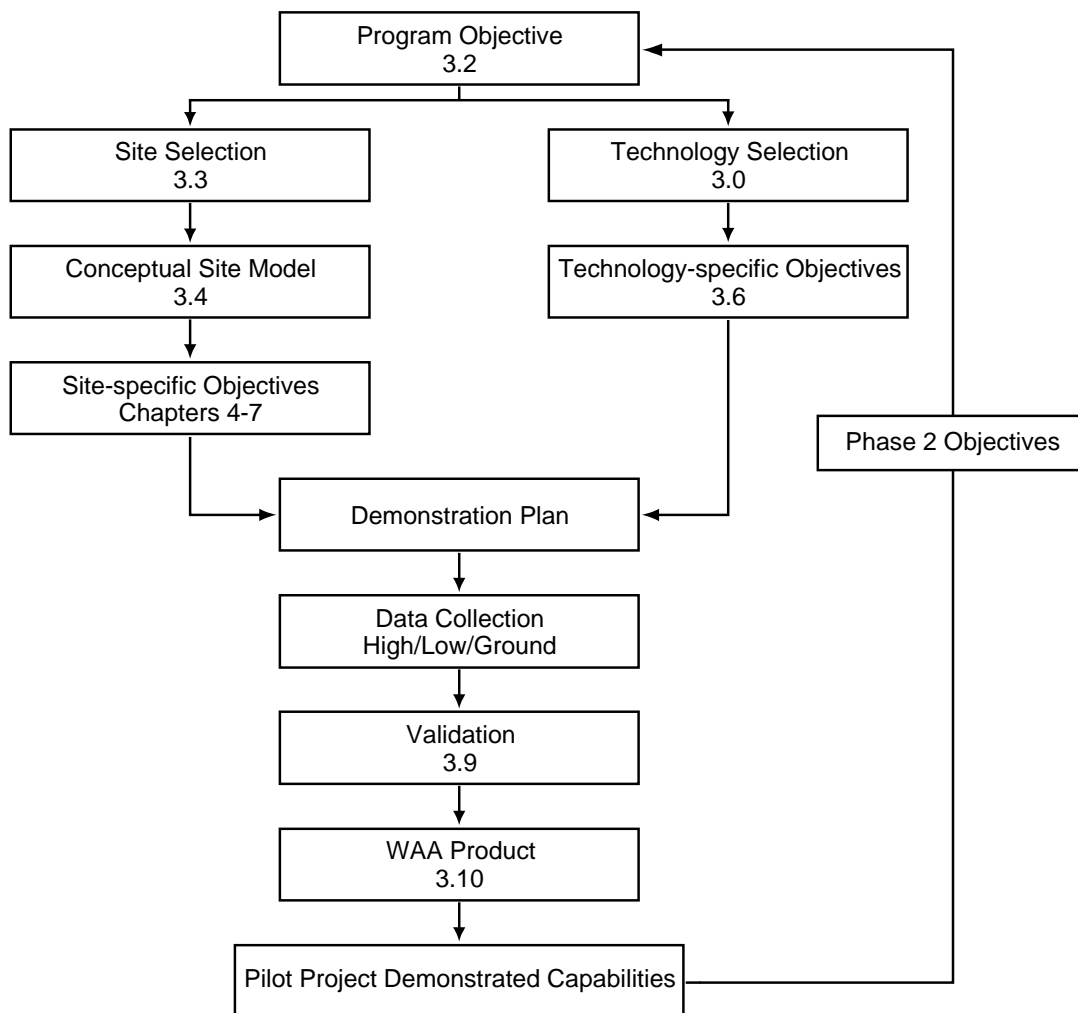 Program Objective
3.2
Site Selection
3.3
Technology Selection
3.0
Conceptual Site Model
3.4
Technology-specific Objectives
3.6
Site-specific Objectives
Chapters 4-7
Phase 2 Objectives
Demonstration Plan
Data Collection
High/Low/Ground
Validation
3.9
WAA Product
3.10
Pilot Project Demonstrated Capabilities